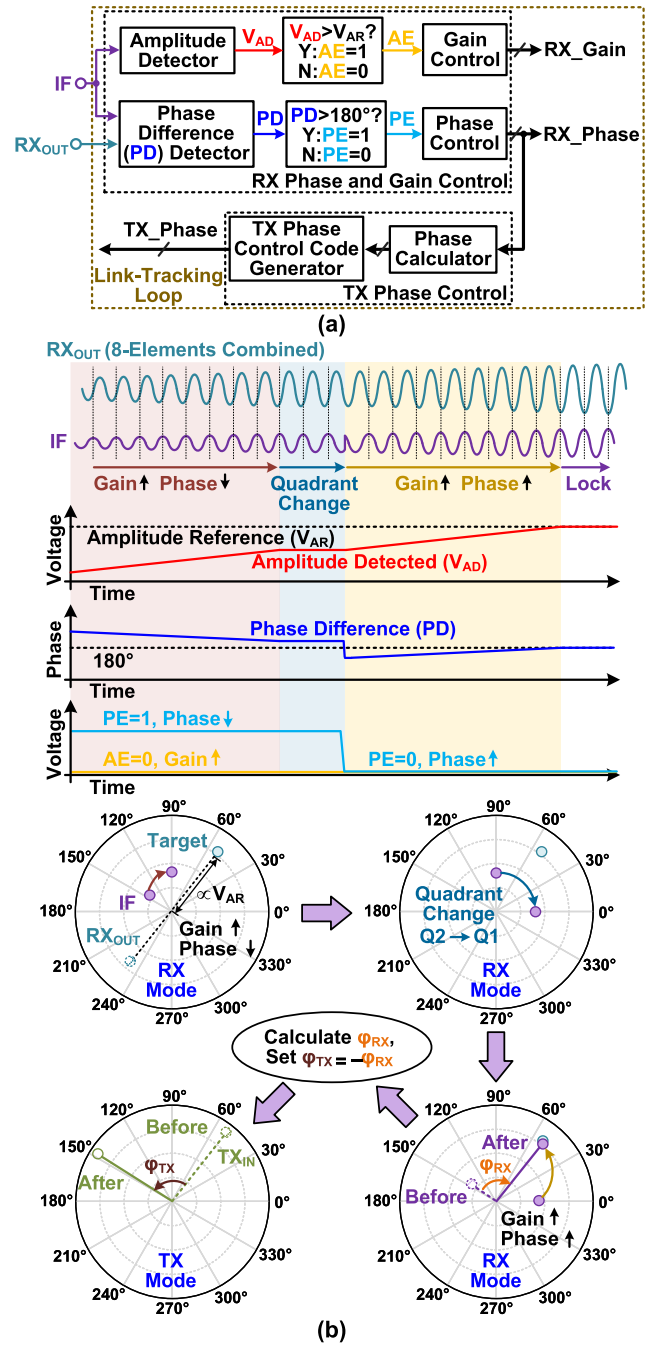 IF
RXOUT
Amplitude
Detector
VAD
VAD>VAR?
Y:AE=1
N:AE=0
AE
Gain
Control
RX_Gain
Phase
Difference
(PD) Detector
PD
PD>180°?
Y:PE=1
N:PE=0
PE
Phase
Control
RX_Phase
RX Phase and Gain Control
TX_Phase
TX Phase
Control Code
Generator
Phase
Calculator
Link-Tracking
Loop
TX Phase Control
(a)
RXOUT (8-Elements Combined)
IF
Gain↑ Phase↓
Quadrant
Change
Gain↑ Phase↑
Lock
Voltage
Amplitude Reference (VAR)
Amplitude Detected (VAD)
Time
Phase
Phase Difference (PD)
180°
Time
Voltage
PE=1, Phase↓
AE=0, Gain↑
PE=0, Phase↑
Time
90°
120°
60°
150°
30°
180°
210°
330°
240°
300°
270°
Target
IF
∝VAR
RXOUT
Gain ↑
Phase ↓
RX
Mode
90°
120°
60°
150°
30°
180°
0°
210°
330°
240°
300°
270°
Quadrant
Change
Q2→Q1
RX
Mode
Calculate φRX,
Set φTX=−φRX
90°
120°
60°
150°
30°
180°
0°
210°
330°
240°
300°
270°
Before
TXIN
φTX
After
TX
Mode
90°
120°
60°
150°
30°
180°
0°
210°
330°
240°
300°
270°
After
φRX
Before
Gain↑
Phase ↑
RX
Mode
(b)